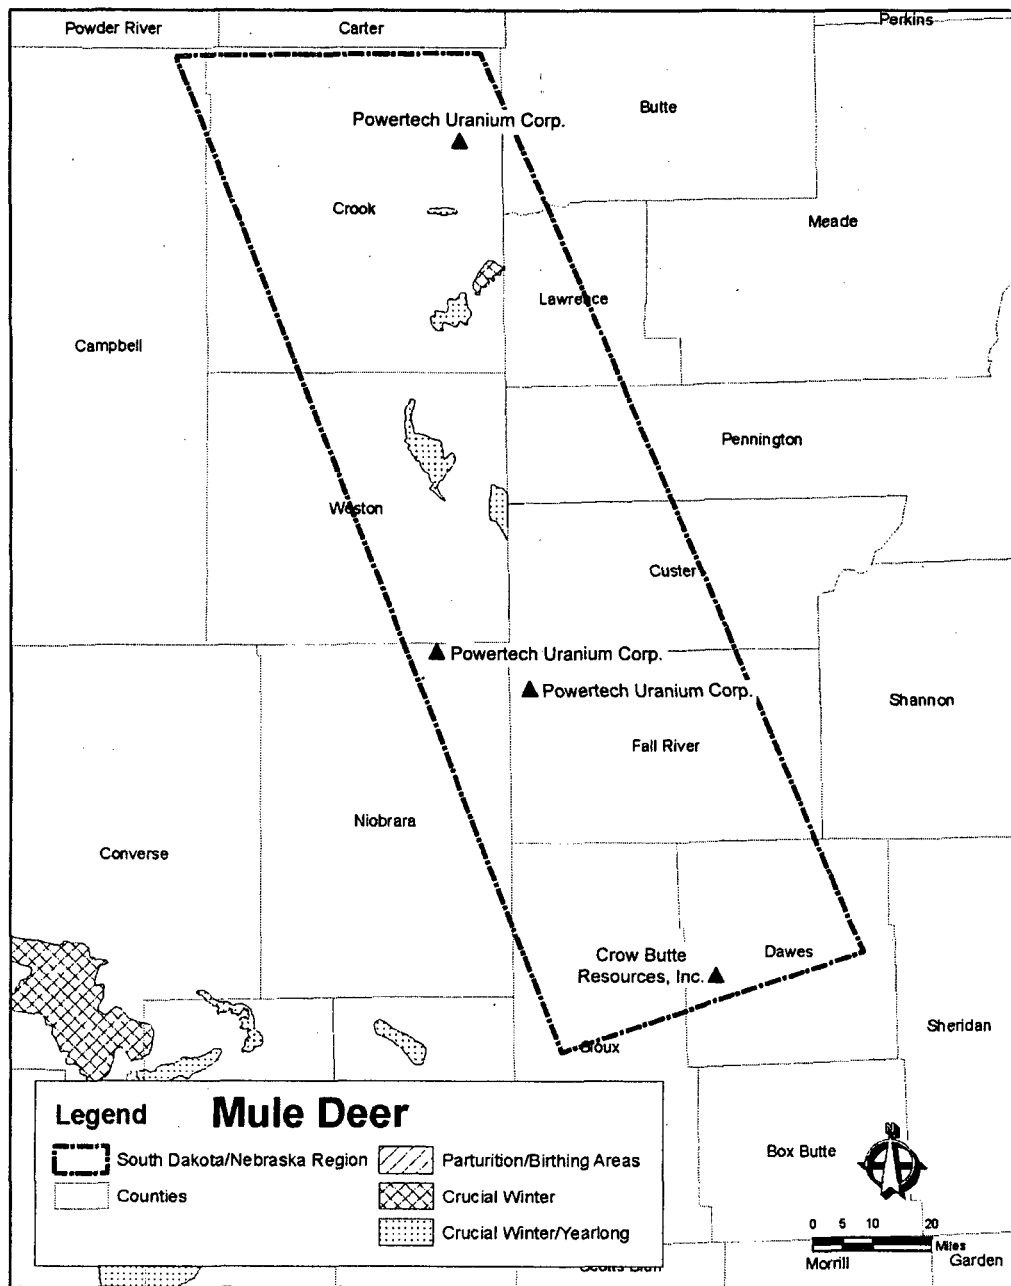 Powder River
Carter
Perkins
Butte
Powertech Uranium Corp.
Crook
Meade
Lawrence
Campbell
Pennington
Weston
Custer
Powertech Uranium Corp.
Powertech Uranium Corp.
Shannon
Fall River
Niobrara
Converse
Crow Butte
Resources, Inc.
Dawes
Sheridan
Sioux
Box Butte
Legend
Mule Deer
South Dakota/Nebraska Region
Counties
Parturition/Birthing Areas
Crucial Winter
Crucial Winter/Yearlong
N
0 5 10 20
Miles
Morrill
Garden
Scotts Bluff